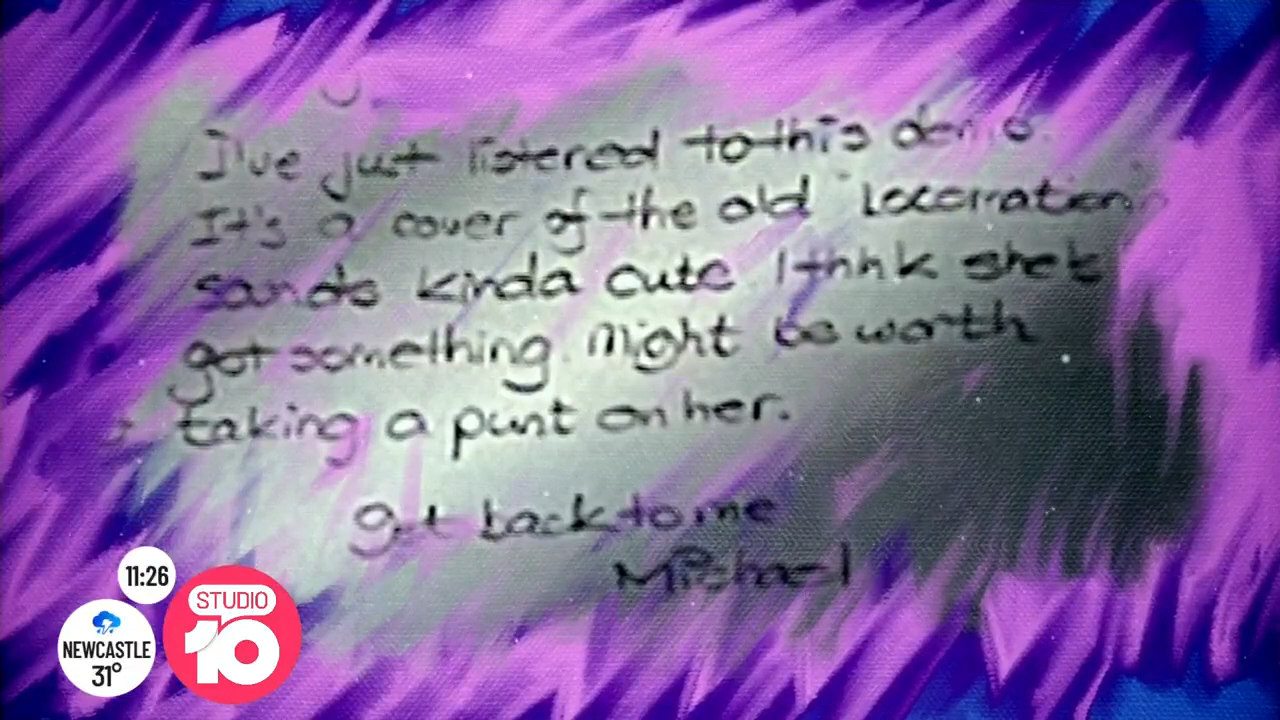 I've just listened to this demo.
It's a cover of the old "Locomotion"
sounds kinda cute I think she's
got something. Might be worth
taking a punt on her.
get back to me
Michael
11:26
STUDIO
10
NEWCASTLE
31°